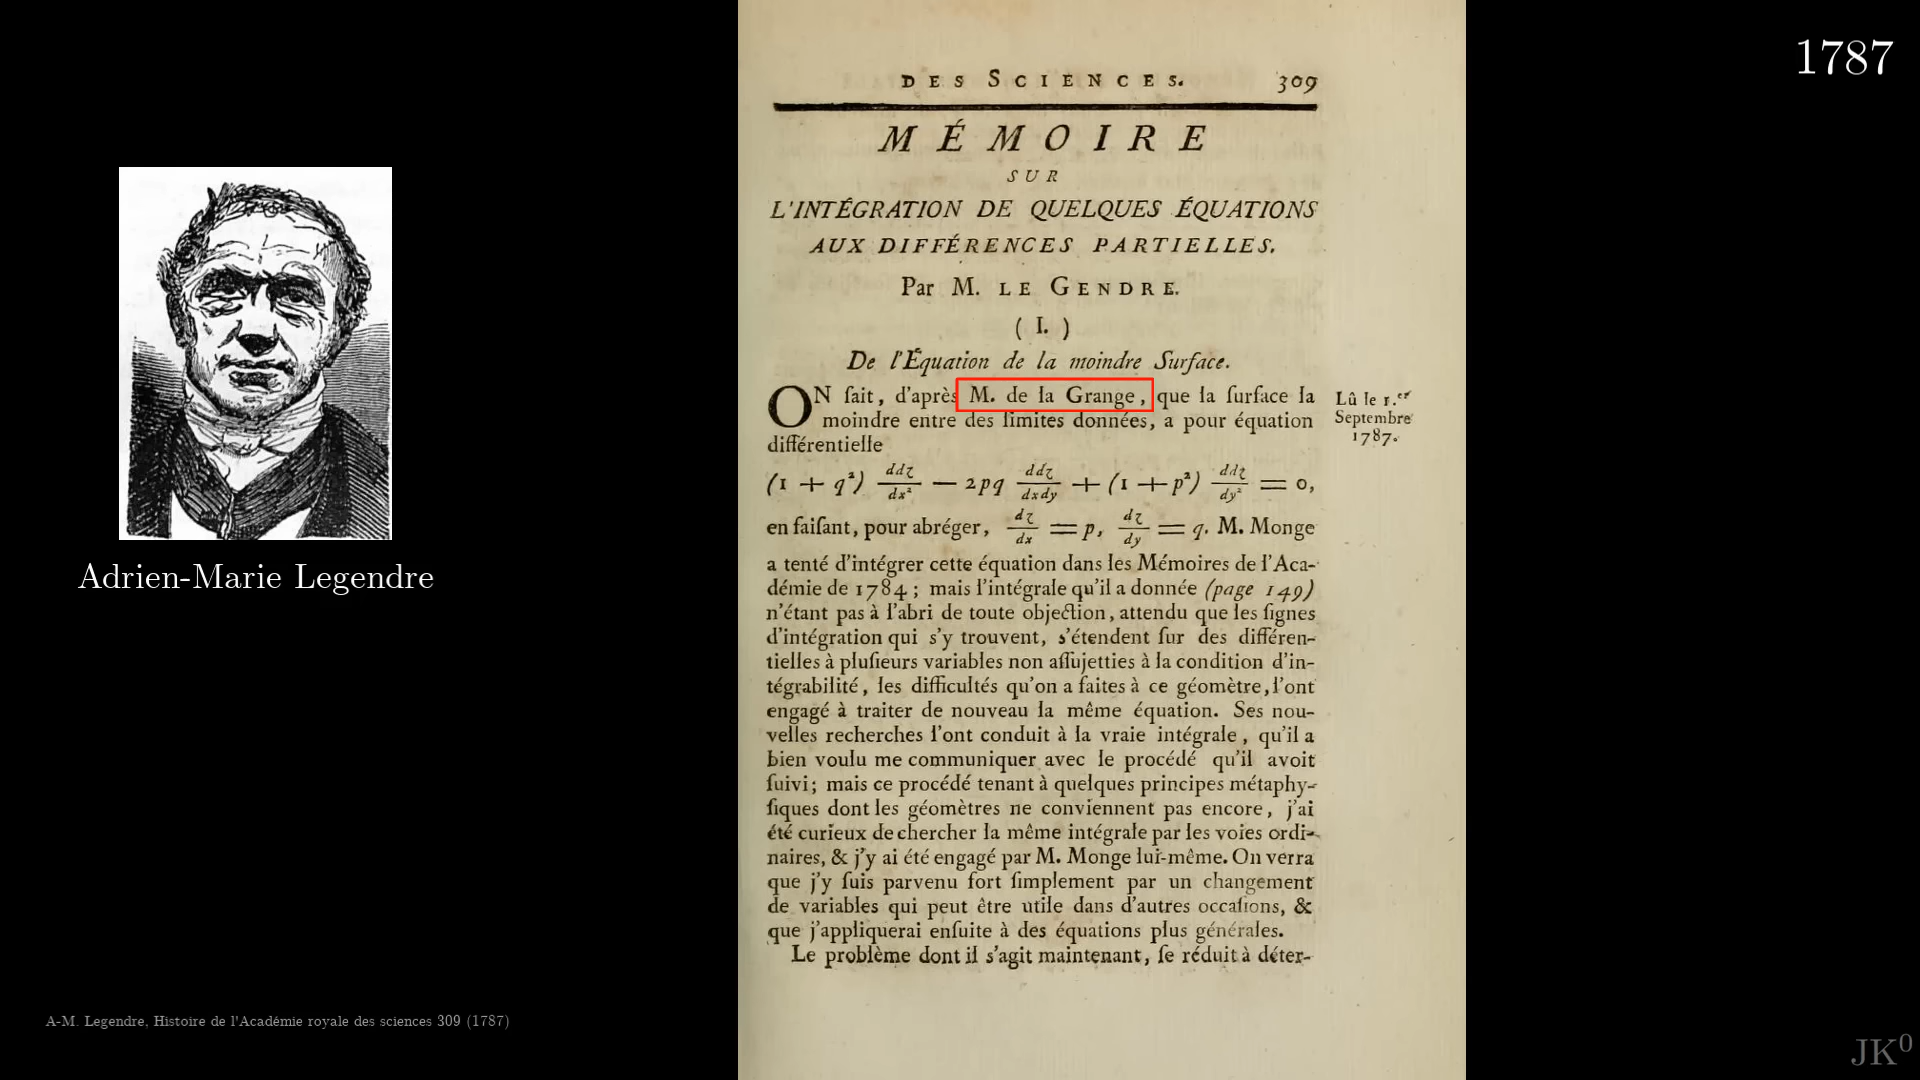 1787
DES SCIENCES. 309
MÉMOIRE
SUR
L'INTÉGRATION DE QUELQUES ÉQUATIONS
AUX DIFFÉRENCES PARTIELLES.
Par M. LE GENDRE.
( I. )
De l'Équation de la moindre Surface.
ON ſait, d'après M. de la Grange, que la ſurface la
moindre entre des limites données, a pour équation
différentielle
Lû le 1.er
Septembre
1787.
(1 + q²) ddz/dx² — 2pq ddz/dxdy + (1 + p²) ddz/dy² = 0,
en faiſant, pour abréger, dz/dx = p, dz/dy = q. M. Monge
a tenté d'intégrer cette équation dans les Mémoires de l'Aca-
démie de 1784 ; mais l'intégrale qu'il a donnée (page 149)
n'étant pas à l'abri de toute objection, attendu que les ſignes
d'intégration qui s'y trouvent, s'étendent ſur des différen-
tielles à pluſieurs variables non aſſujetties à la condition d'in-
tégrabilité, les difficultés qu'on a faites à ce géomètre, l'ont
engagé à traiter de nouveau la même équation. Ses nou-
velles recherches l'ont conduit à la vraie intégrale, qu'il a
bien voulu me communiquer avec le procédé qu'il avoit
ſuivi ; mais ce procédé tenant à quelques principes métaphy-
ſiques dont les géomètres ne conviennent pas encore, j'ai
été curieux de chercher la même intégrale par les voies ordi-
naires, & j'y ai été engagé par M. Monge lui-même. On verra
que j'y ſuis parvenu fort ſimplement par un changement
de variables qui peut être utile dans d'autres occaſions, &
que j'appliquerai enſuite à des équations plus générales.
Le problème dont il s'agit maintenant, ſe réduit à déter-
Adrien-Marie Legendre
A-M. Legendre, Histoire de l'Académie royale des sciences 309 (1787)
JK⁰